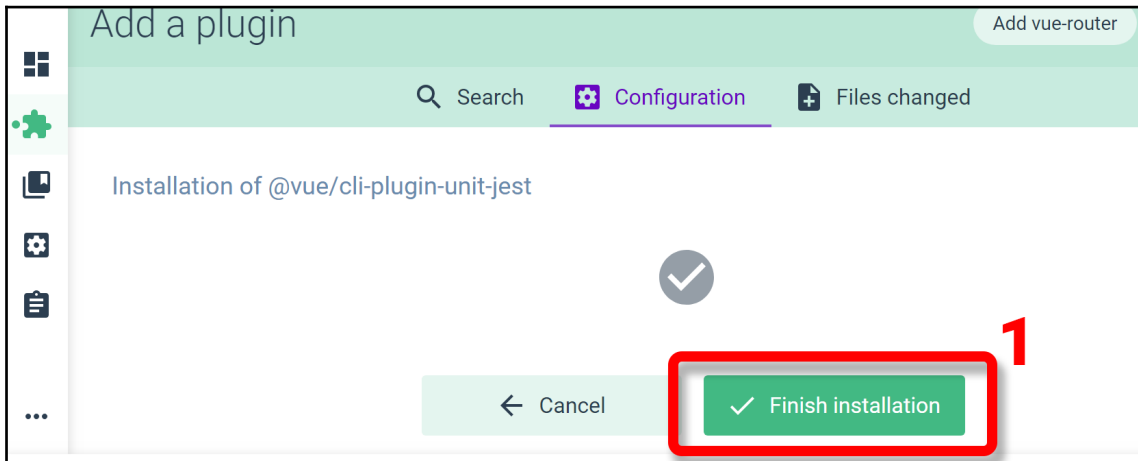 Add a plugin
Add vue-router
Search
Configuration
Files changed
Installation of @vue/cli-plugin-unit-jest
1
Cancel
Finish installation